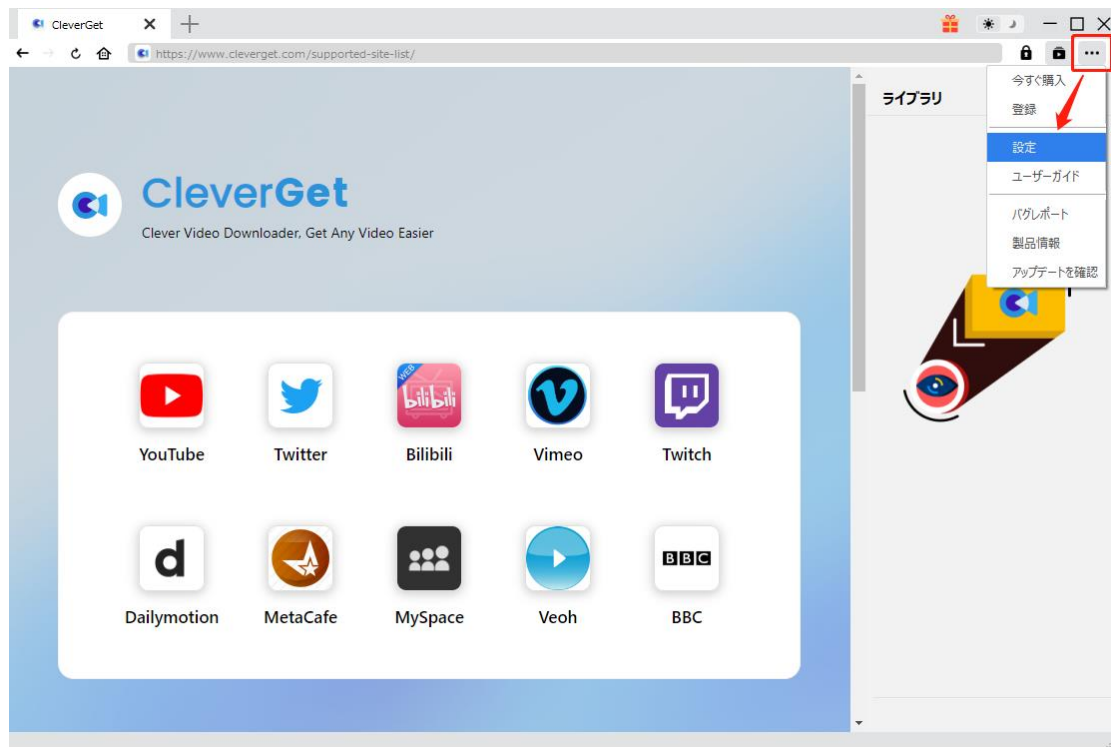 CleverGet
https://www.cleverget.com/supported-site-list/
今すぐ購入
登録
設定
ユーザーガイド
バグレポート
製品情報
アップデートを確認
ライブラリ
CleverGet
Clever Video Downloader, Get Any Video Easier
WEB
bilibili
YouTube
Twitter
Bilibili
Vimeo
Twitch
d
BBC
Dailymotion
MetaCafe
MySpace
Veoh
BBC